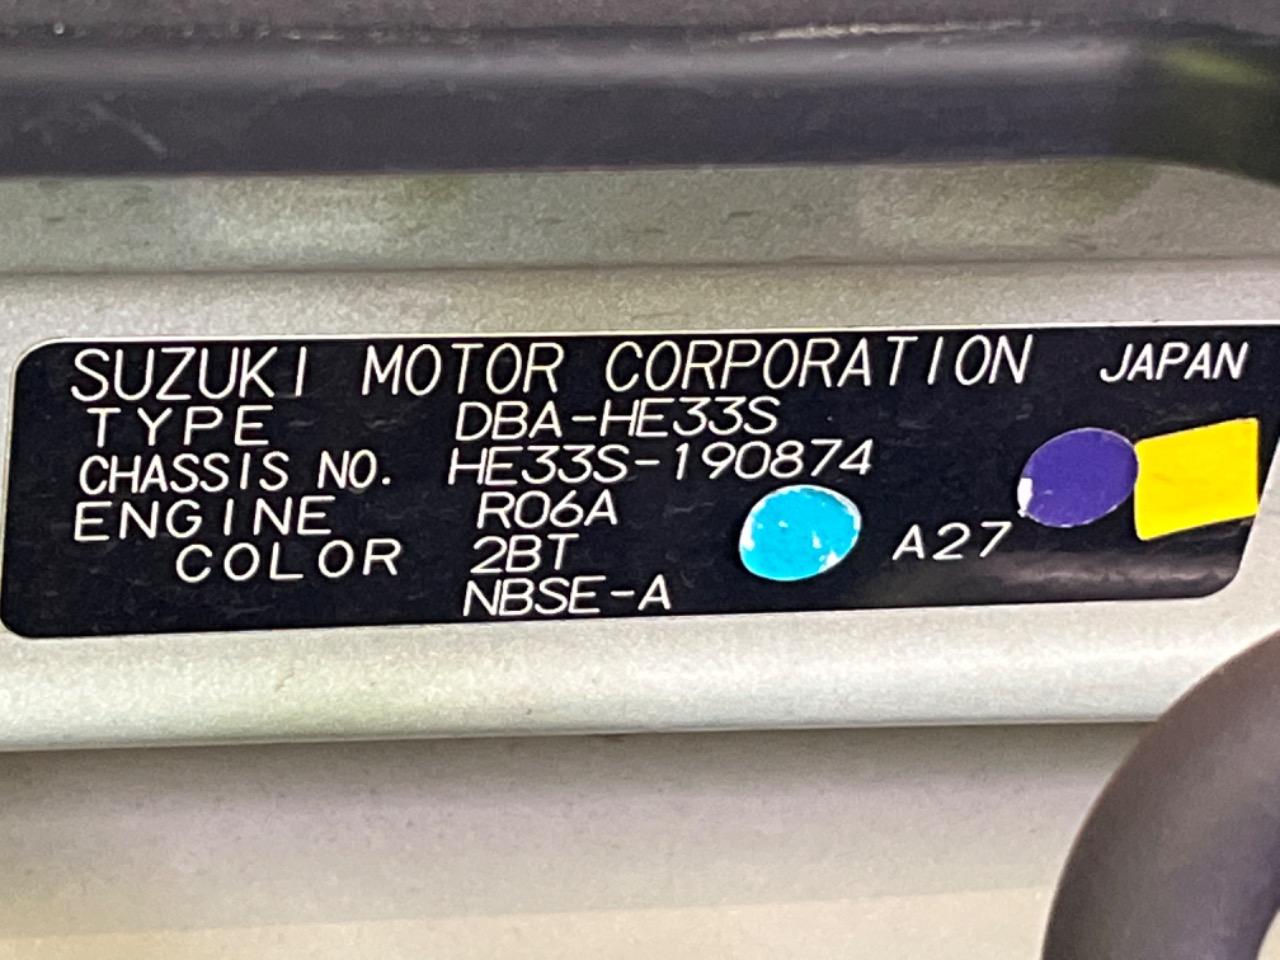 SUZUKI MOTOR CORPORATION JAPAN
TYPE DBA-HE33S
CHASSIS NO. HE33S-190874
ENGINE R06A
COLOR 2BT A27
NBSE-A